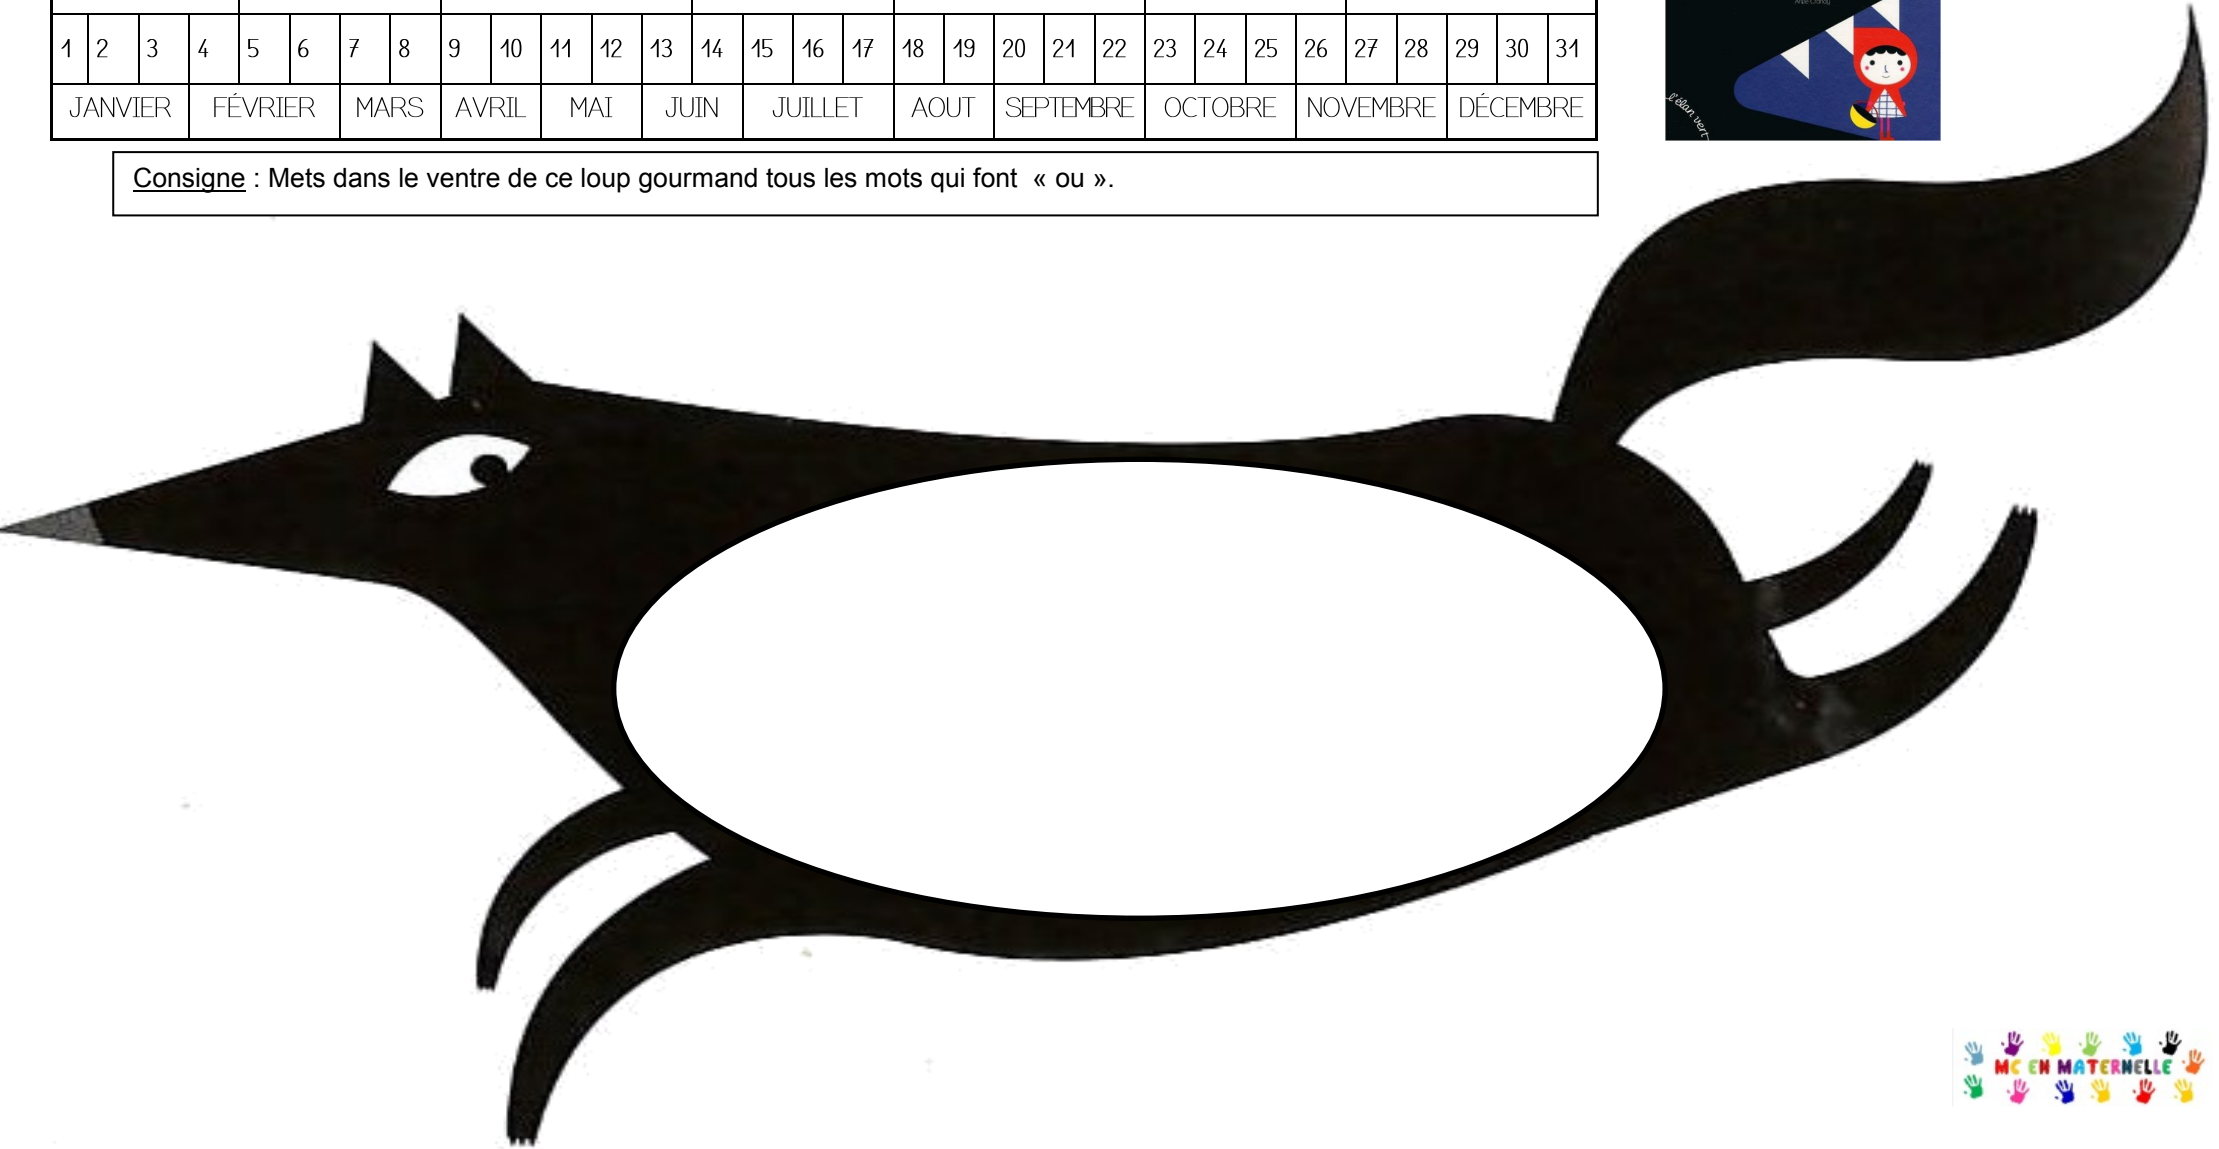 1 2 3 4 5 6 7 8 9 10 11 12 13 14 15 16 17 18 19 20 21 22 23 24 25 26 27 28 29 30 31
JANVIER FÉVRIER MARS AVRIL MAI JUIN JUILLET AOUT SEPTEMBRE OCTOBRE NOVEMBRE DÉCEMBRE
l'élan vert
Consigne : Mets dans le ventre de ce loup gourmand tous les mots qui font « ou ».
MC EN MATERNELLE